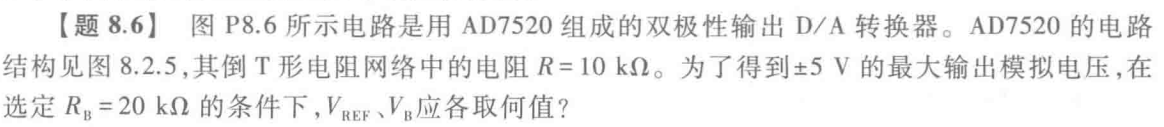 【题 8.6】 图 P8.6 所示电路是用 AD7520 组成的双极性输出 D/A 转换器。AD7520 的电路
结构见图 8.2.5,其倒 T 形电阻网络中的电阻 R=10 kΩ。为了得到±5 V 的最大输出模拟电压,在
选定 R_B=20 kΩ 的条件下,V_REF、V_B应各取何值?